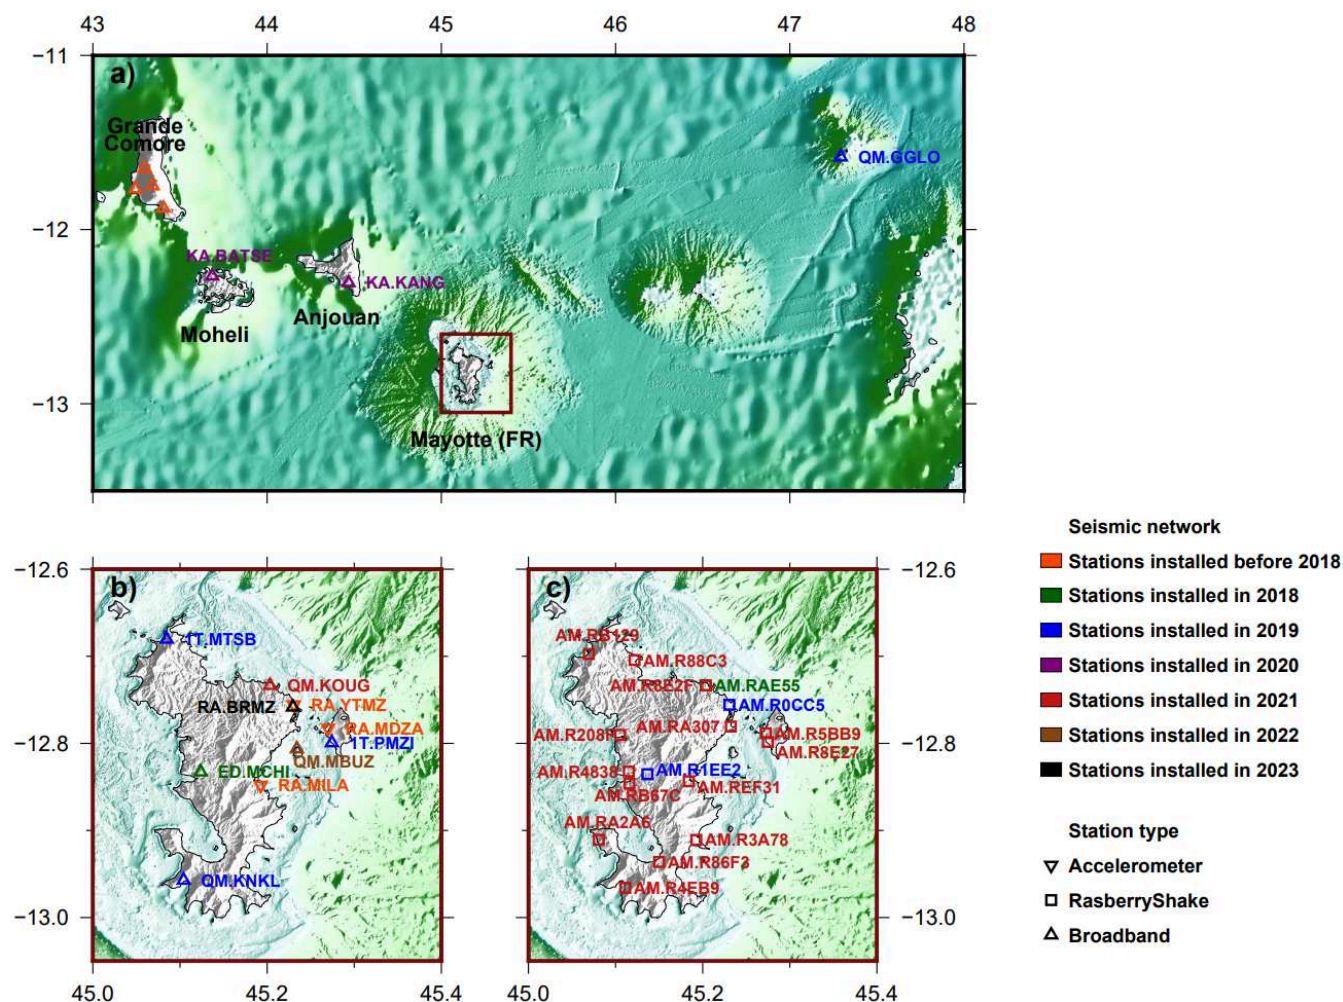 43 44 45 46 47 48
−11
a)
Grande
Comore
QM.GGLO
−12
KA.BATSE
KA.KANG
Moheli
Anjouan
−13
Mayotte (FR)
Seismic network
Stations installed before 2018
Stations installed in 2018
Stations installed in 2019
Stations installed in 2020
Stations installed in 2021
Stations installed in 2022
Stations installed in 2023
Station type
Accelerometer
RasberryShake
Broadband
−12.6
b)
1T.MTSB
QM.KOUG
RA.BRMZ
RA.YTMZ
RA.MDZA
1T.PMZI
−12.8
QM.MBUZ
ED.MCHI
RA.MILA
QM.KNKL
−13.0
45.0 45.2 45.4
c)
−12.6
AM.RB129
AM.R88C3
AM.R8E2F
AM.RAE55
AM.R0CC5
AM.RA307
AM.R208F
AM.R5BB9
−12.8
AM.R8E27
AM.R4838
AM.R1EE2
AM.REF31
AM.RB67C
AM.RA2A6
AM.R3A78
AM.R86F3
AM.R4EB9
−13.0
45.0 45.2 45.4